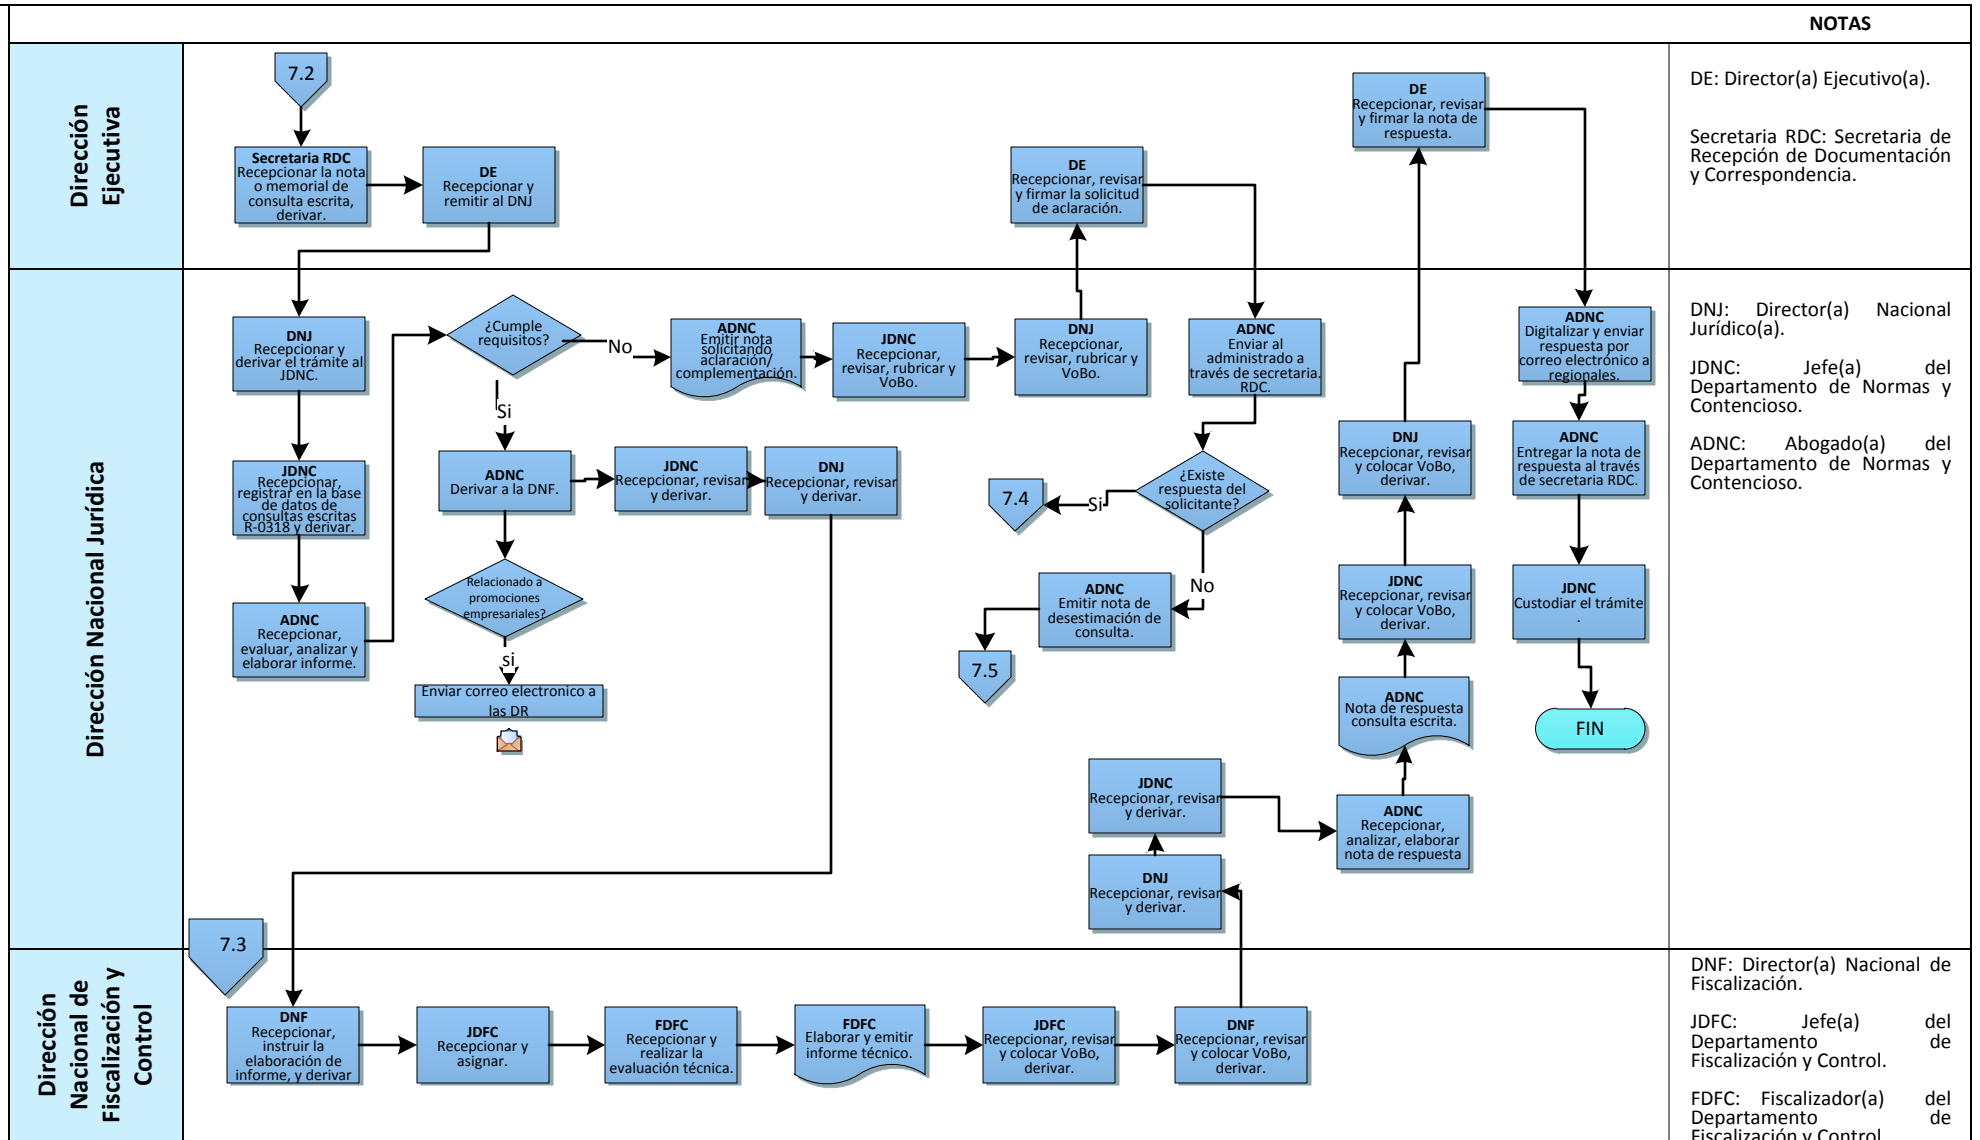 NOTAS
Dirección
Ejecutiva
7.2
Secretaria RDC
Recepcionar la nota
o memorial de
consulta escrita,
derivar.
DE
Recepcionar y
remitir al DNJ
DE
Recepcionar, revisar
y firmar la solicitud
de aclaración.
DE
Recepcionar, revisar
y firmar la nota de
respuesta.
DE: Director(a) Ejecutivo(a).
Secretaria RDC: Secretaria de
Recepción de Documentación
y Correspondencia.
Dirección Nacional Jurídica
DNJ
Recepcionar y
derivar el trámite al
JDNC.
JDNC
Recepcionar,
registrar en la base
de datos de
consultas escritas
R-0318 y derivar.
ADNC
Recepcionar,
evaluar, analizar y
elaborar informe.
¿Cumple
requisitos?
No
Si
ADNC
Emitir nota
solicitando
aclaración/
complementación.
JDNC
Recepcionar,
revisar, rubricar y
VoBo.
DNJ
Recepcionar,
revisar, rubricar y
VoBo.
ADNC
Enviar al
administrado a
través de secretaria.
RDC.
ADNC
Derivar a la DNF.
JDNC
Recepcionar, revisar
y derivar.
DNJ
Recepcionar, revisar
y derivar.
Relacionado a
promociones
empresariales?
si
Enviar correo electronico a
las DR
¿Existe
respuesta del
solicitante?
Si
7.4
No
ADNC
Emitir nota de
desestimación de
consulta.
7.5
DNJ
Recepcionar, revisar
y colocar VoBo,
derivar.
JDNC
Recepcionar, revisar
y colocar VoBo,
derivar.
ADNC
Nota de respuesta
consulta escrita.
ADNC
Recepcionar,
analizar, elaborar
nota de respuesta
JDNC
Recepcionar, revisar
y derivar.
DNJ
Recepcionar, revisar
y derivar.
ADNC
Digitalizar y enviar
respuesta por
correo electrónico a
regionales.
ADNC
Entregar la nota de
respuesta al través
de secretaria RDC.
JDNC
Custodiar el trámite
.
FIN
DNJ: Director(a) Nacional
Jurídico(a).
JDNC: Jefe(a) del
Departamento de Normas y
Contencioso.
ADNC: Abogado(a) del
Departamento de Normas y
Contencioso.
7.3
Dirección
Nacional de
Fiscalización y
Control
DNF
Recepcionar,
instruir la
elaboración de
informe, y derivar
JDFC
Recepcionar y
asignar.
FDFC
Recepcionar y
realizar la
evaluación técnica.
FDFC
Elaborar y emitir
informe técnico.
JDFC
Recepcionar, revisar
y colocar VoBo,
derivar.
DNF
Recepcionar, revisar
y colocar VoBo,
derivar.
DNF: Director(a) Nacional de
Fiscalización.
JDFC: Jefe(a) del
Departamento de
Fiscalización y Control.
FDFC: Fiscalizador(a) del
Departamento de
Fiscalización y Control